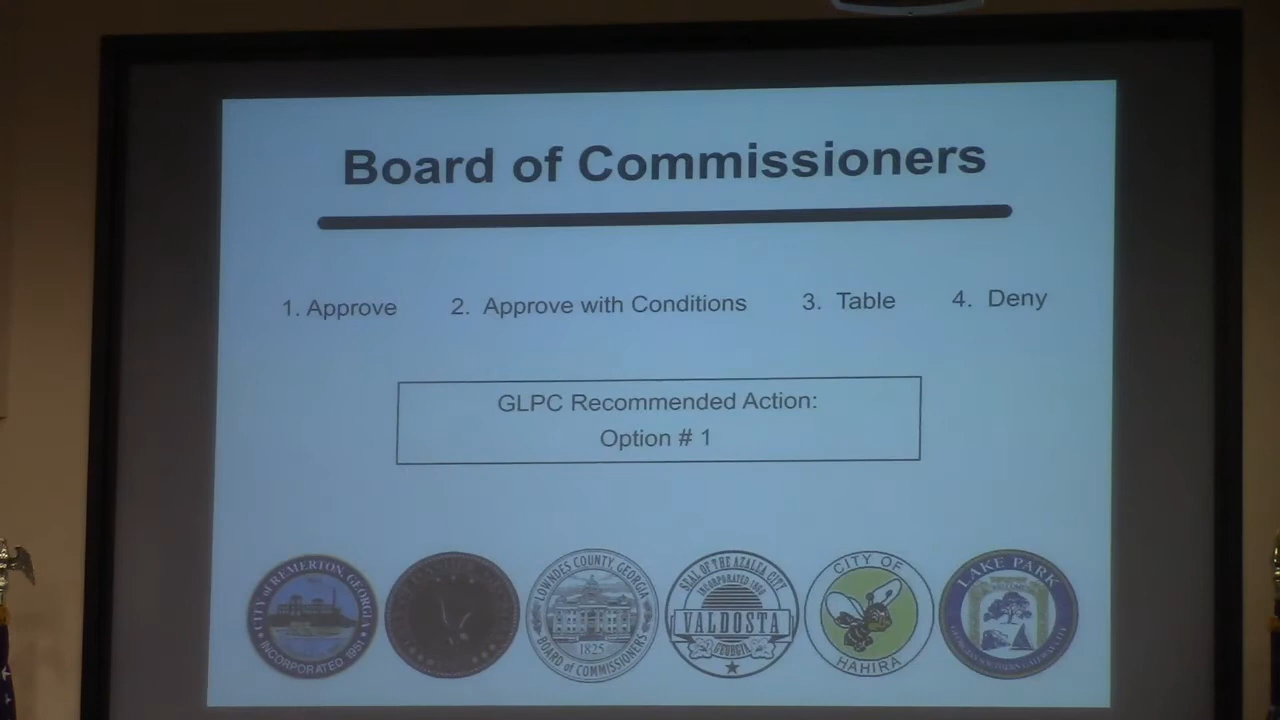 Board of Commissioners
1. Approve 2. Approve with Conditions 3. Table 4. Deny
GLPC Recommended Action:
Option # 1
CITY of REMERTON, GEORGIA
INCORPORATED 1951
LOWNDES COUNTY, GEORGIA
1825
BOARD of COMMISSIONERS
SEAL OF THE AZALEA CITY
INCORPORATED 1860
VALDOSTA
GEORGIA
CITY OF
HAHIRA
LAKE PARK